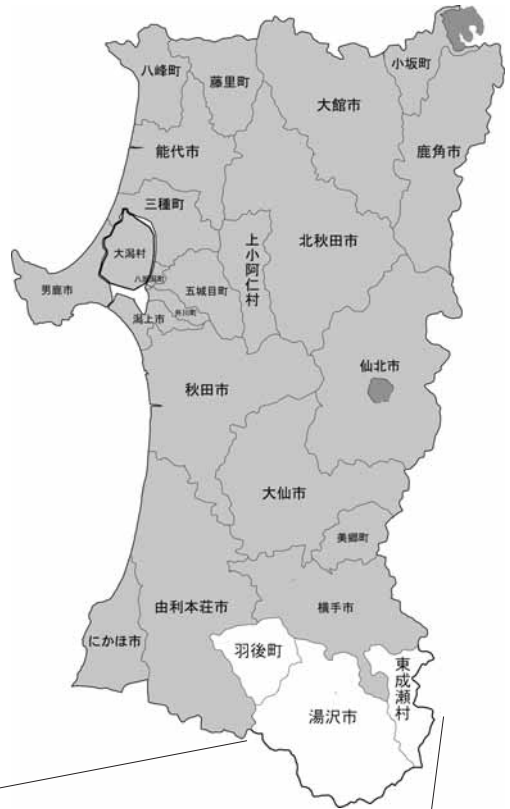 八峰町
藤里町
小坂町
大館市
鹿角市
能代市
三種町
北秋田市
上小阿仁村
大潟村
八郎潟町
五城目町
男鹿市
潟上市
井川町
仙北市
秋田市
大仙市
美郷町
横手市
由利本荘市
にかほ市
羽後町
東成瀬村
湯沢市